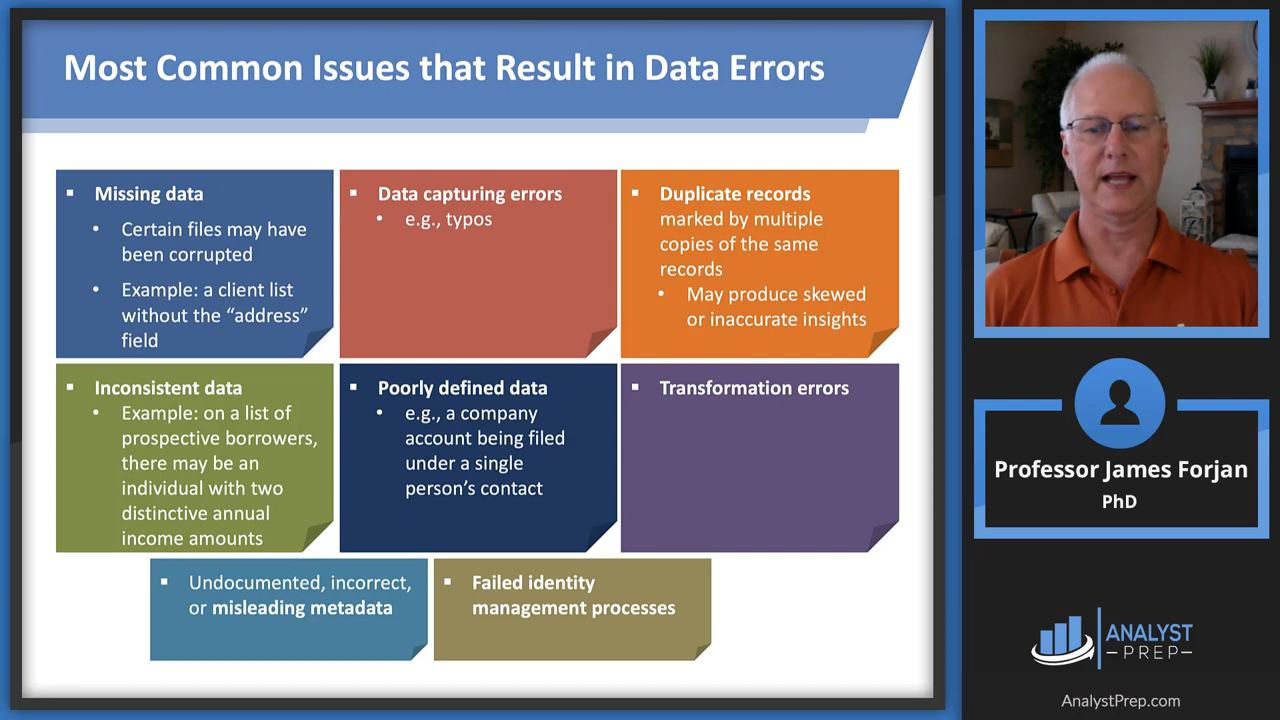 Most Common Issues that Result in Data Errors
▪ Missing data
• Certain files may have
been corrupted
• Example: a client list
without the “address”
field
▪ Data capturing errors
• e.g., typos
▪ Duplicate records
marked by multiple
copies of the same
records
• May produce skewed
or inaccurate insights
▪ Inconsistent data
• Example: on a list of
prospective borrowers,
there may be an
individual with two
distinctive annual
income amounts
▪ Poorly defined data
• e.g., a company
account being filed
under a single
person’s contact
▪ Transformation errors
▪ Undocumented, incorrect,
or misleading metadata
▪ Failed identity
management processes
Professor James Forjan
PhD
ANALYST
PREP
AnalystPrep.com